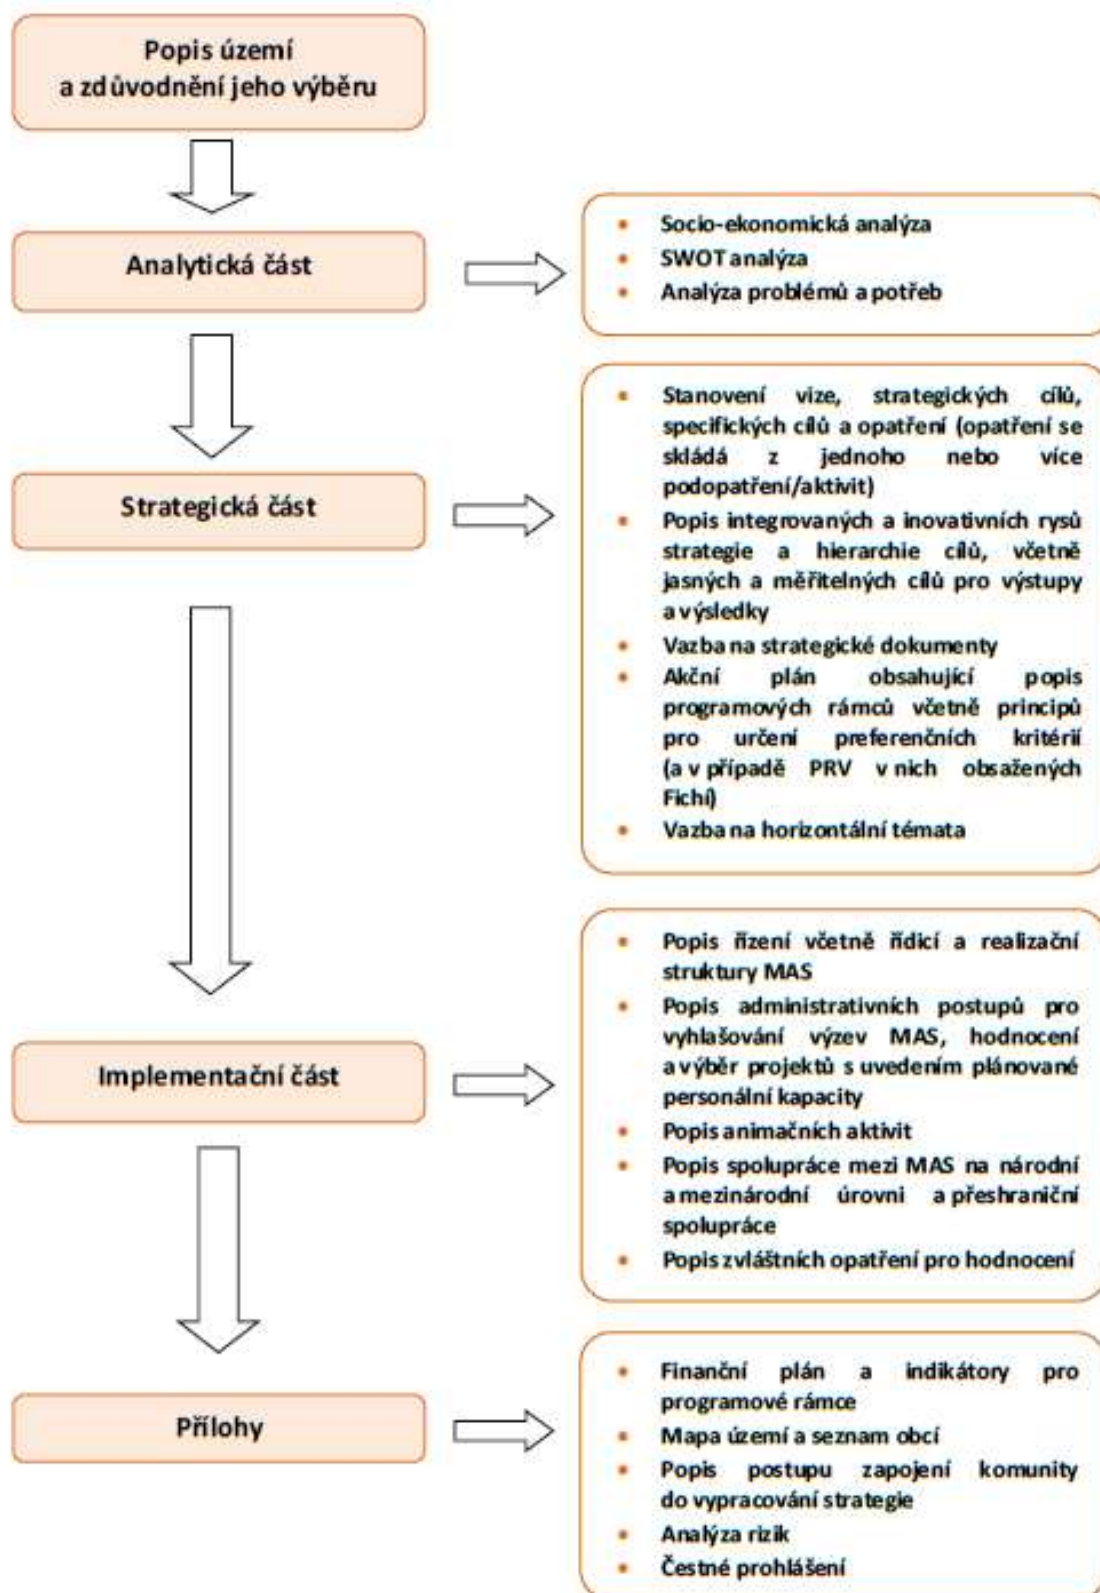 Popis území
a zdůvodnění jeho výběru
Analytická část
• Socio-ekonomická analýza
• SWOT analýza
• Analýza problémů a potřeb
Strategická část
• Stanovení vize, strategických cílů,
specifických cílů a opatření (opatření se
skládá z jednoho nebo více
podopatření/aktivit)
• Popis integrovaných a inovativních rysů
strategie a hierarchie cílů, včetně
jasných a měřitelných cílů pro výstupy
a výsledky
• Vazba na strategické dokumenty
• Akční plán obsahující popis
programových rámců včetně principů
pro určení preferenčních kritérií
(a v případě PRV v nich obsažených
Fichí)
• Vazba na horizontální témata
Implementační část
• Popis řízení včetně řídicí a realizační
struktury MAS
• Popis administrativních postupů pro
vyhlašování výzev MAS, hodnocení
a výběr projektů s uvedením plánované
personální kapacity
• Popis animačních aktivit
• Popis spolupráce mezi MAS na národní
a mezinárodní úrovni a přeshraniční
spolupráce
• Popis zvláštních opatření pro hodnocení
Přílohy
• Finanční plán a indikátory pro
programové rámce
• Mapa území a seznam obcí
• Popis postupu zapojení komunity
do vypracování strategie
• Analýza rizik
• Čestné prohlášení